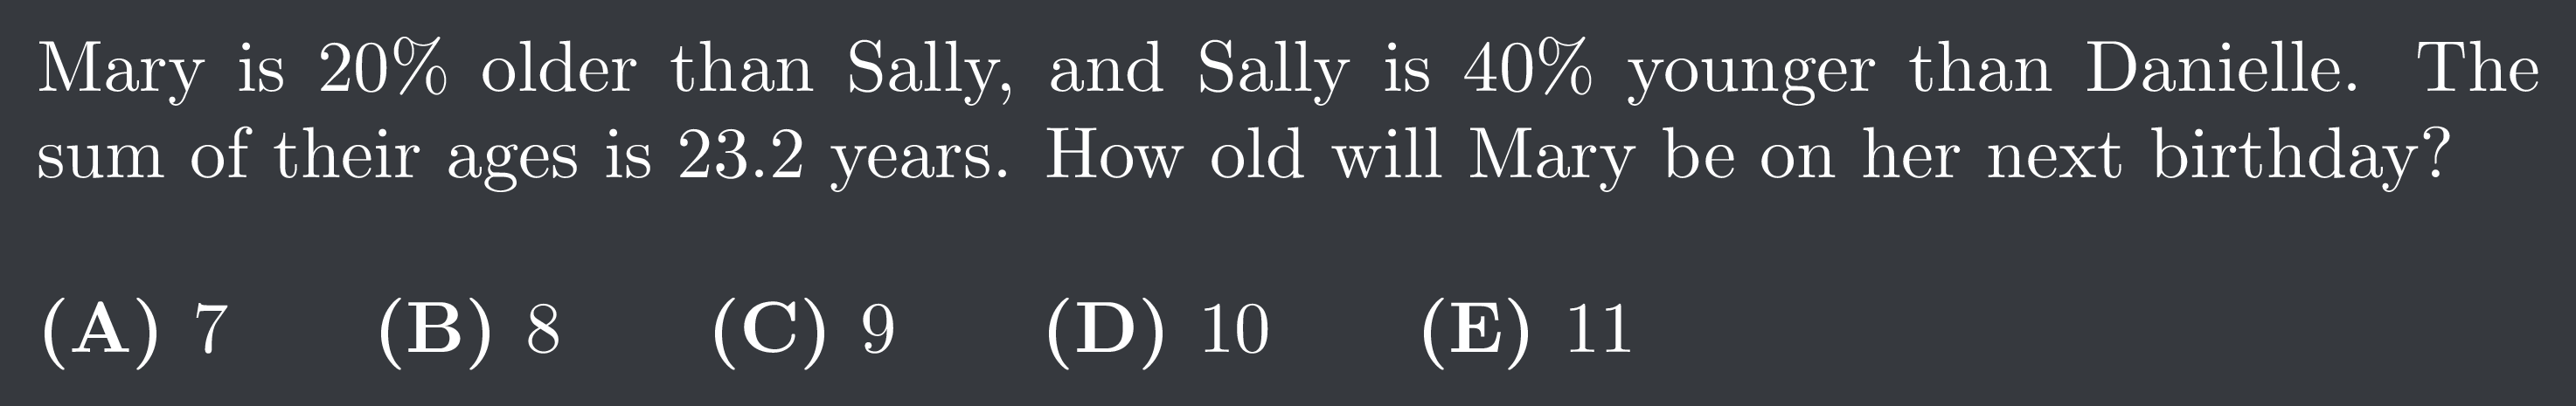 Mary is 20% older than Sally, and Sally is 40% younger than Danielle. The
sum of their ages is 23.2 years. How old will Mary be on her next birthday?
(A) 7 (B) 8 (C) 9 (D) 10 (E) 11